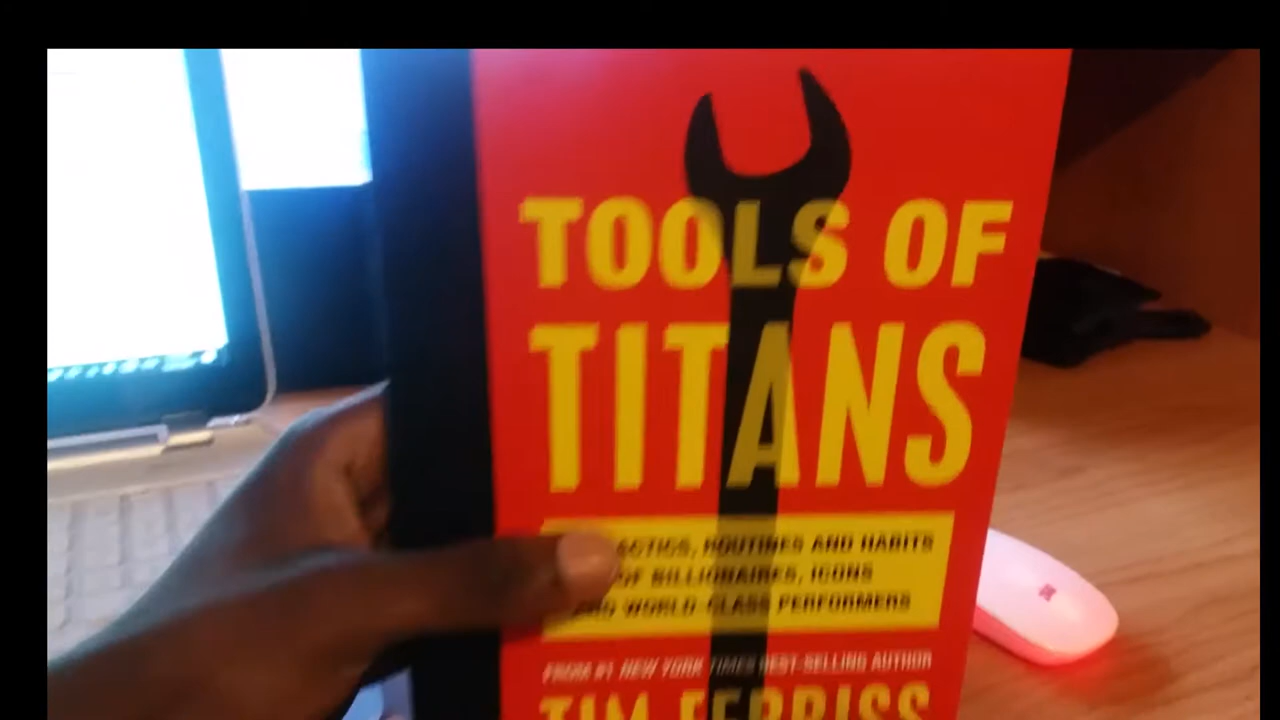 TOOLS OF
TITANS
ACTICS, ROUTINES AND HABITS
OF BILLIONAIRES, ICONS
AND WORLD-CLASS PERFORMERS
FROM #1 NEW YORK TIMES BEST-SELLING AUTHOR
TIM FERRISS